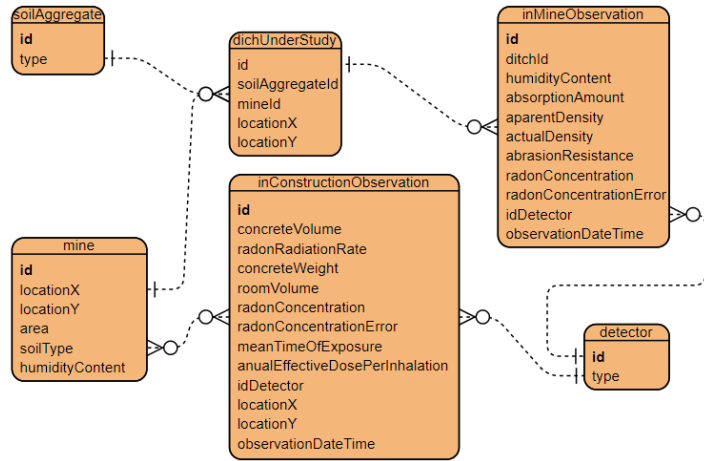 soilAggregate
id
type
dichUnderStudy
id
soilAggregateId
mineId
locationX
locationY
inMineObservation
id
ditchId
humidityContent
absorptionAmount
aparentDensity
actualDensity
abrasionResistance
radonConcentration
radonConcentrationError
idDetector
observationDateTime
inConstructionObservation
id
concreteVolume
radonRadiationRate
concreteWeight
roomVolume
radonConcentration
radonConcentrationError
meanTimeOfExposure
anualEffectiveDosePerInhalation
idDetector
locationX
locationY
observationDateTime
mine
id
locationX
locationY
area
soilType
humidityContent
detector
id
type